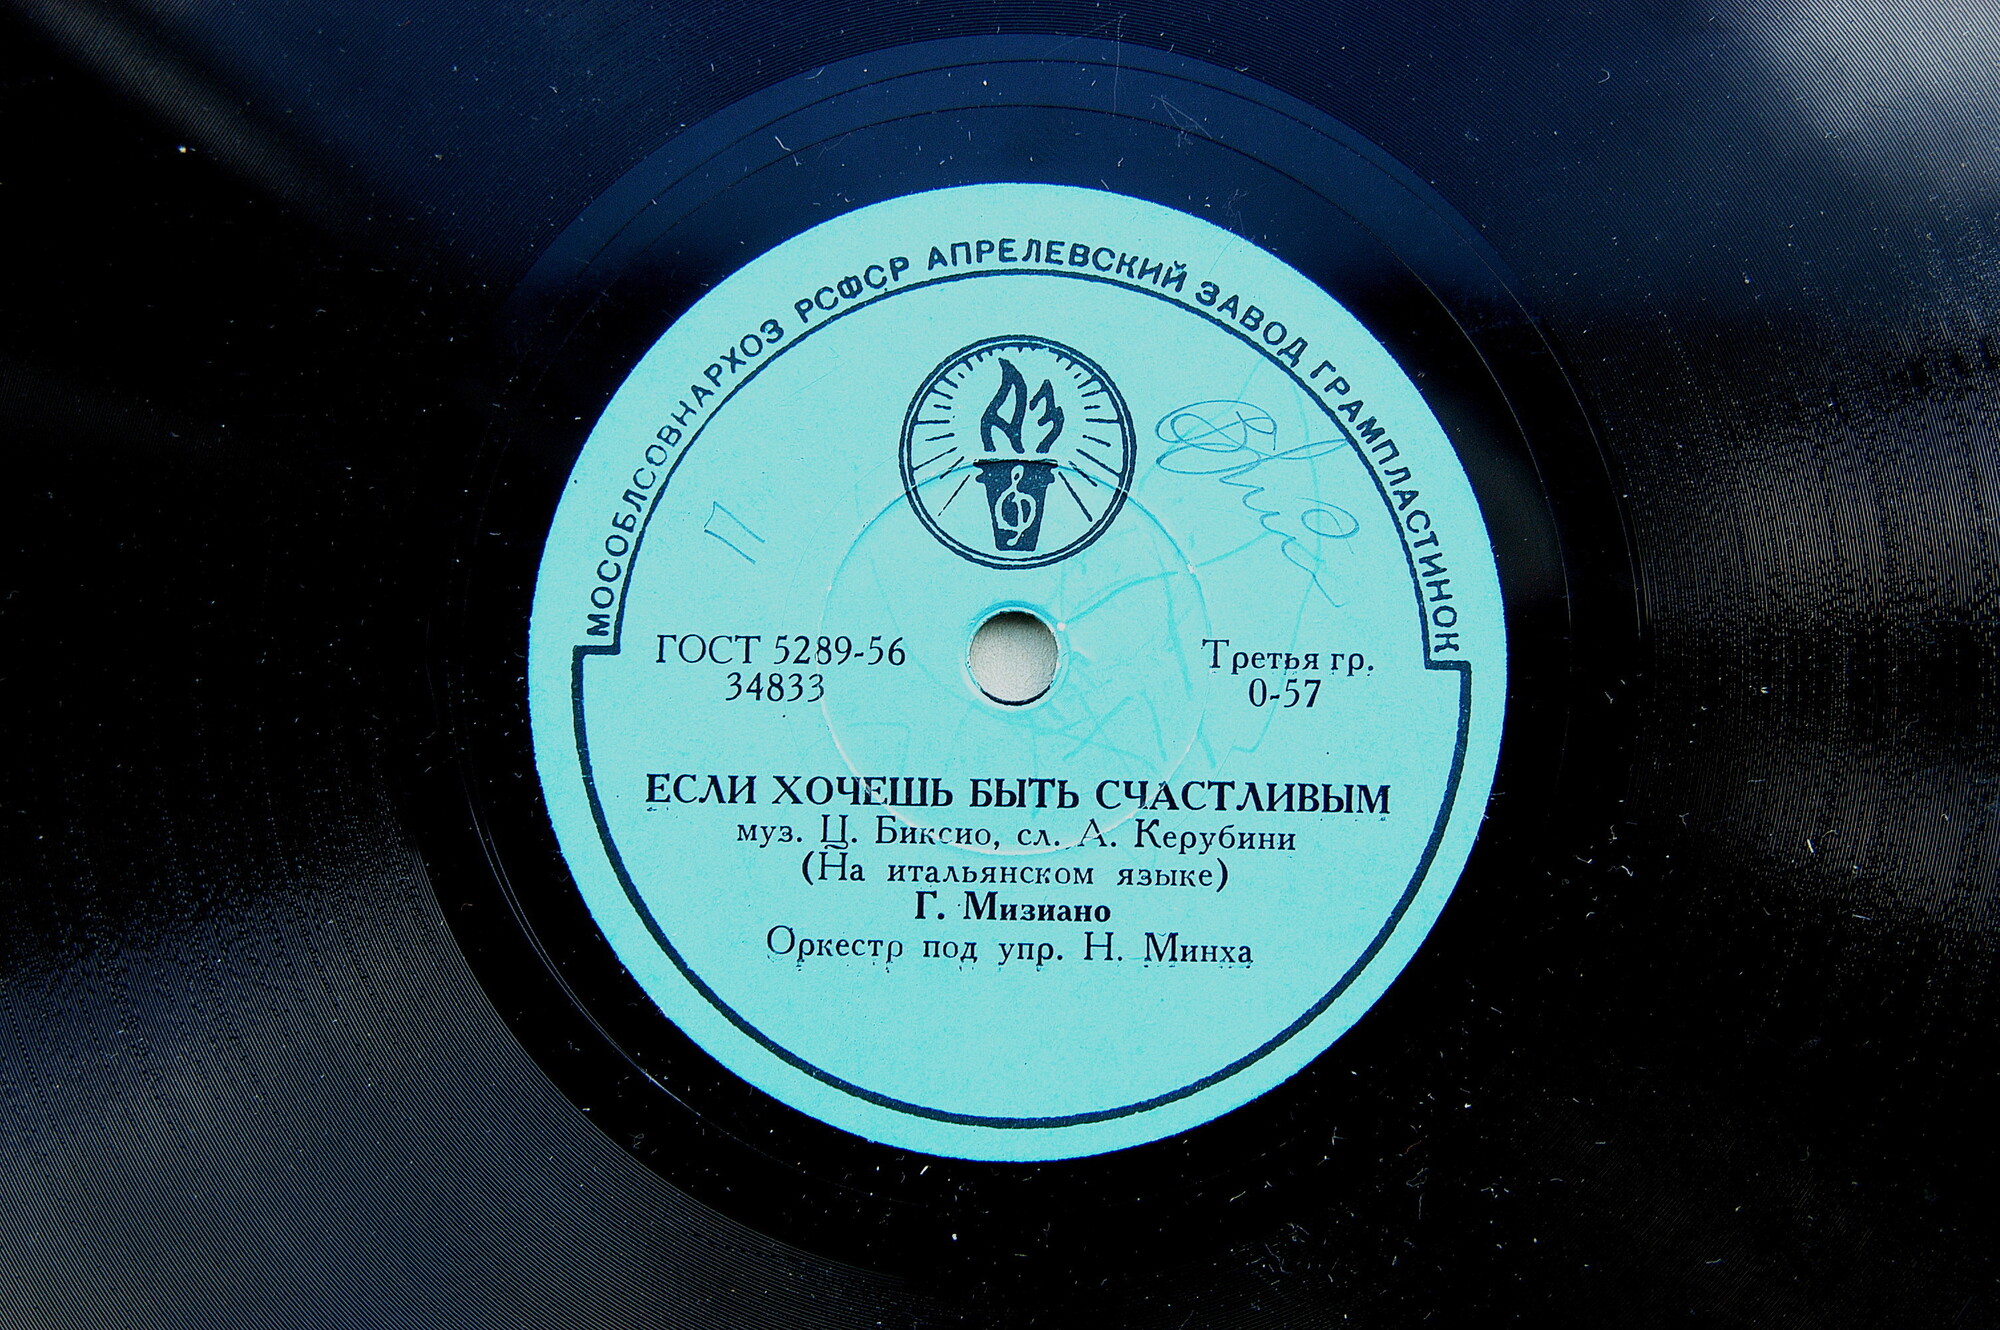 МОСОБЛСОВНАРХОЗ РСФСР АПРЕЛЕВСКИЙ ЗАВОД ГРАМПЛАСТИНОК
АЗ
П
ГОСТ 5289-56
34833
Третья гр.
0-57
ЕСЛИ ХОЧЕШЬ БЫТЬ СЧАСТЛИВЫМ
муз. Ц. Биксио, сл. А. Керубини
(На итальянском языке)
Г. Мизиано
Оркестр под упр. Н. Минха